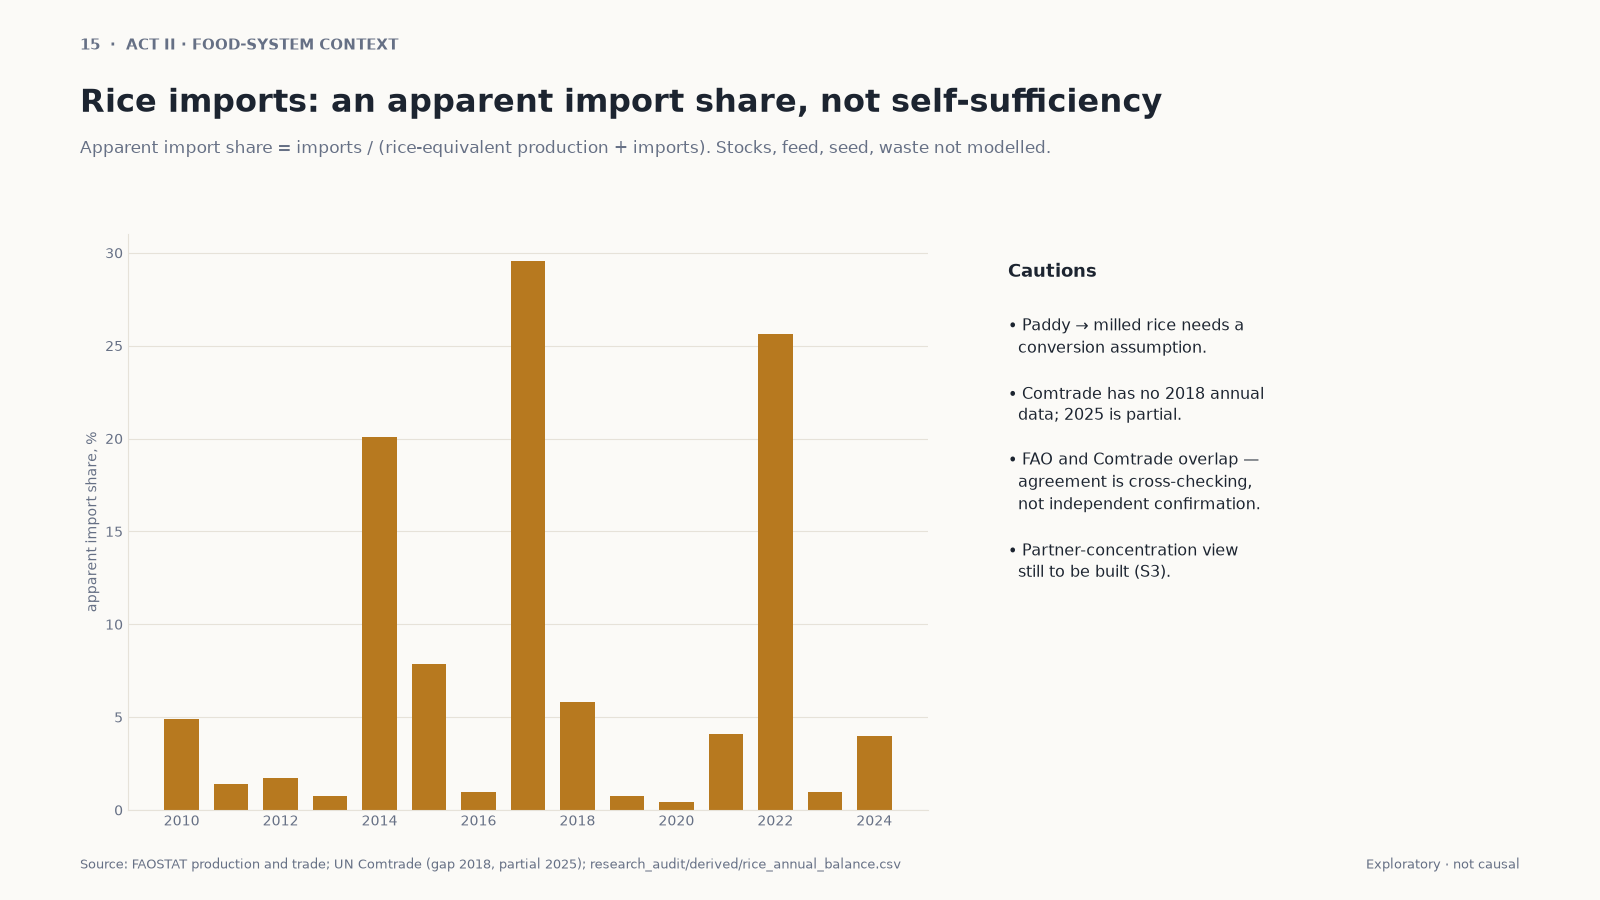 15 · ACT II · FOOD-SYSTEM CONTEXT
Rice imports: an apparent import share, not self-sufficiency
Apparent import share = imports / (rice-equivalent production + imports). Stocks, feed, seed, waste not modelled.
apparent import share, %
30
25
20
15
10
5
0
2010
2012
2014
2016
2018
2020
2022
2024
Cautions
• Paddy → milled rice needs a
conversion assumption.
• Comtrade has no 2018 annual
data; 2025 is partial.
• FAO and Comtrade overlap —
agreement is cross-checking,
not independent confirmation.
• Partner-concentration view
still to be built (S3).
Source: FAOSTAT production and trade; UN Comtrade (gap 2018, partial 2025); research_audit/derived/rice_annual_balance.csv
Exploratory · not causal